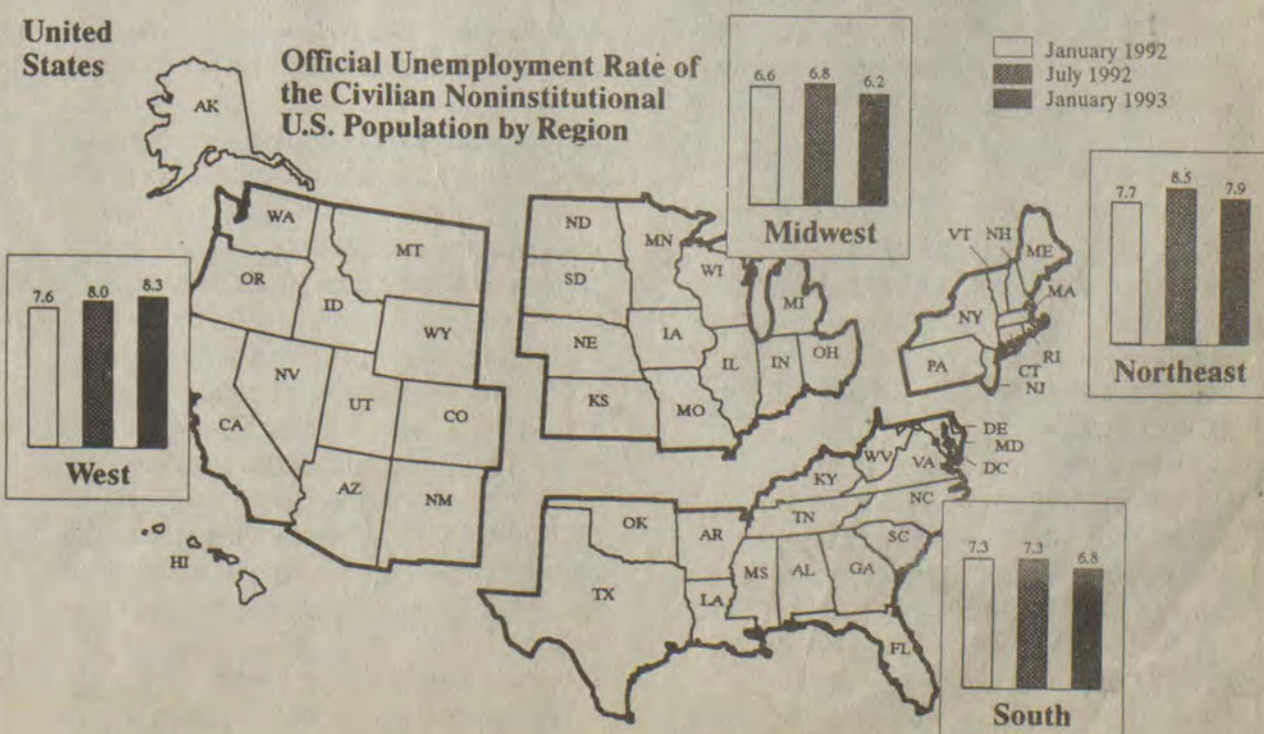 United
States
Official Unemployment Rate of
the Civilian Noninstitutional
U.S. Population by Region
January 1992
July 1992
January 1993
6.6 6.8 6.2
Midwest
7.7 8.5 7.9
Northeast
7.6 8.0 8.3
West
7.3 7.3 6.8
South
AK
WA
MT
OR
ID
WY
NV
UT
CO
CA
AZ
NM
HI
ND
MN
SD
WI
MI
NE
IA
IL
IN
OH
KS
MO
VT NH
ME
MA
NY
RI
PA
CT
NJ
DE
MD
DC
WV
VA
KY
NC
TN
OK
AR
SC
MS
AL
GA
TX
LA
FL